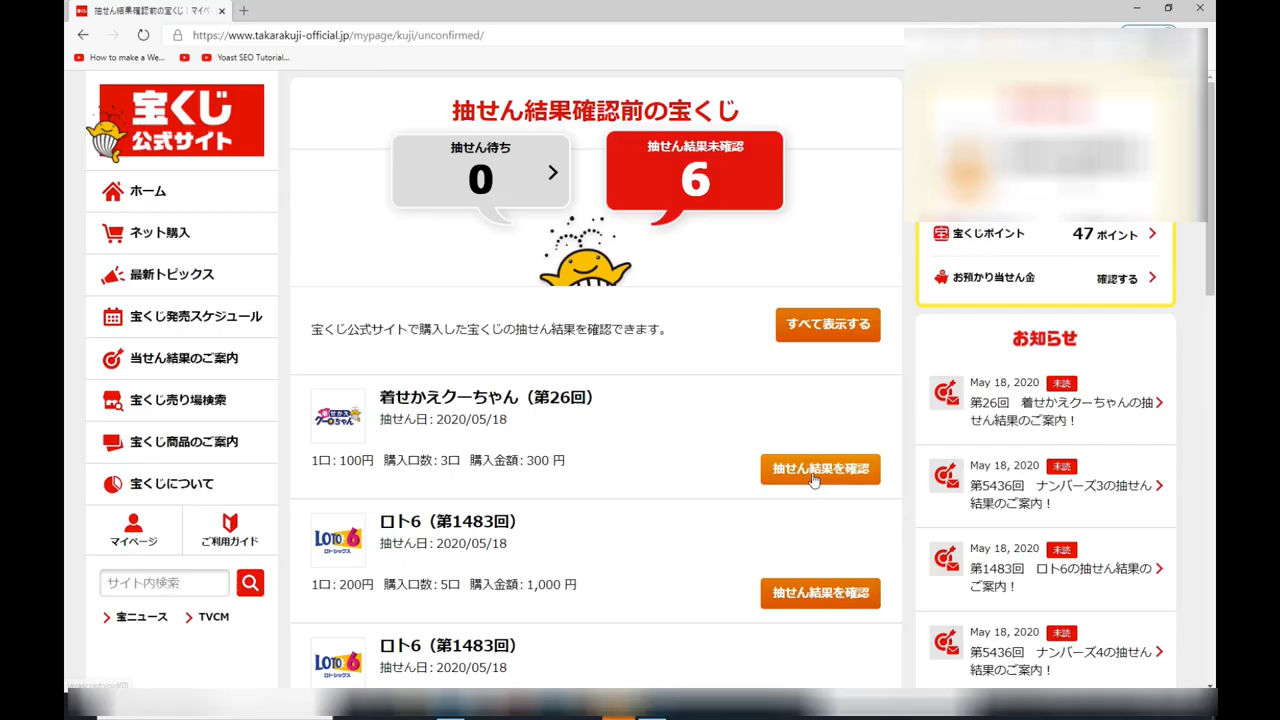 抽せん結果確認前の宝くじ | マイペ
https://www.takarakuji-official.jp/mypage/kuji/unconfirmed/
How to make a We...
Yoast SEO Tutorial...
宝くじ
公式サイト
ホーム
ネット購入
最新トピックス
宝くじ発売スケジュール
当せん結果のご案内
宝くじ売り場検索
宝くじ商品のご案内
宝くじについて
マイページ
ご利用ガイド
サイト内検索
宝ニュース
TVCM
抽せん結果確認前の宝くじ
抽せん待ち
0
抽せん結果未確認
6
宝くじ公式サイトで購入した宝くじの抽せん結果を確認できます。
すべて表示する
着せかえクーちゃん（第26回）
抽せん日: 2020/05/18
1口: 100円 購入口数: 3口 購入金額: 300 円
抽せん結果を確認
LOTO 6
ロトシックス
ロト6（第1483回）
抽せん日: 2020/05/18
1口: 200円 購入口数: 5口 購入金額: 1,000 円
抽せん結果を確認
LOTO 6
ロトシックス
ロト6（第1483回）
抽せん日: 2020/05/18
宝くじポイント 47 ポイント
お預かり当せん金 確認する
お知らせ
May 18, 2020 未読
第26回 着せかえクーちゃんの抽
せん結果のご案内！
May 18, 2020 未読
第5436回 ナンバーズ3の抽せん
結果のご案内！
May 18, 2020 未読
第1483回 ロト6の抽せん結果の
ご案内！
May 18, 2020 未読
第5436回 ナンバーズ4の抽せん
結果のご案内！